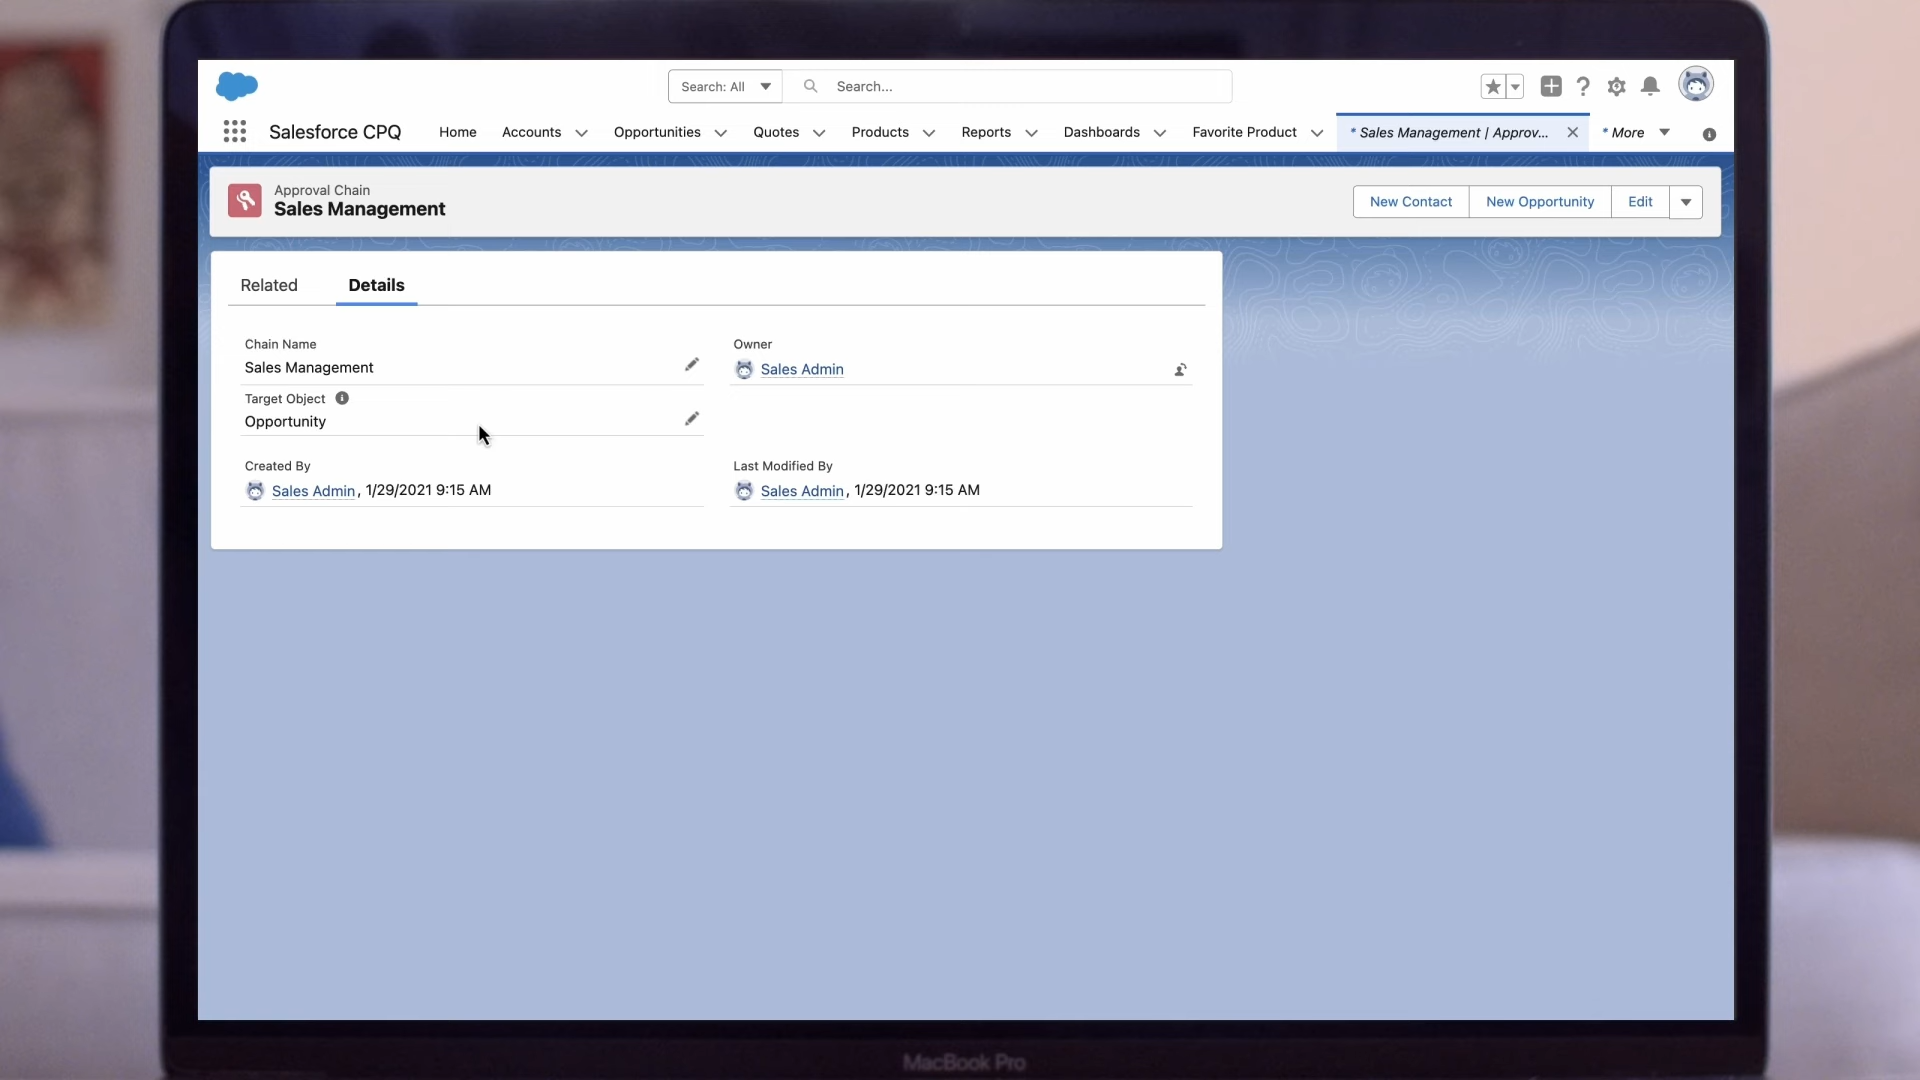 Search: All
Search...
Salesforce CPQ
Home
Accounts
Opportunities
Quotes
Products
Reports
Dashboards
Favorite Product
* Sales Management | Approv...
* More
Approval Chain
Sales Management
New Contact
New Opportunity
Edit
Related
Details
Chain Name
Sales Management
Owner
Sales Admin
Target Object
Opportunity
Created By
Sales Admin, 1/29/2021 9:15 AM
Last Modified By
Sales Admin, 1/29/2021 9:15 AM
MacBook Pro